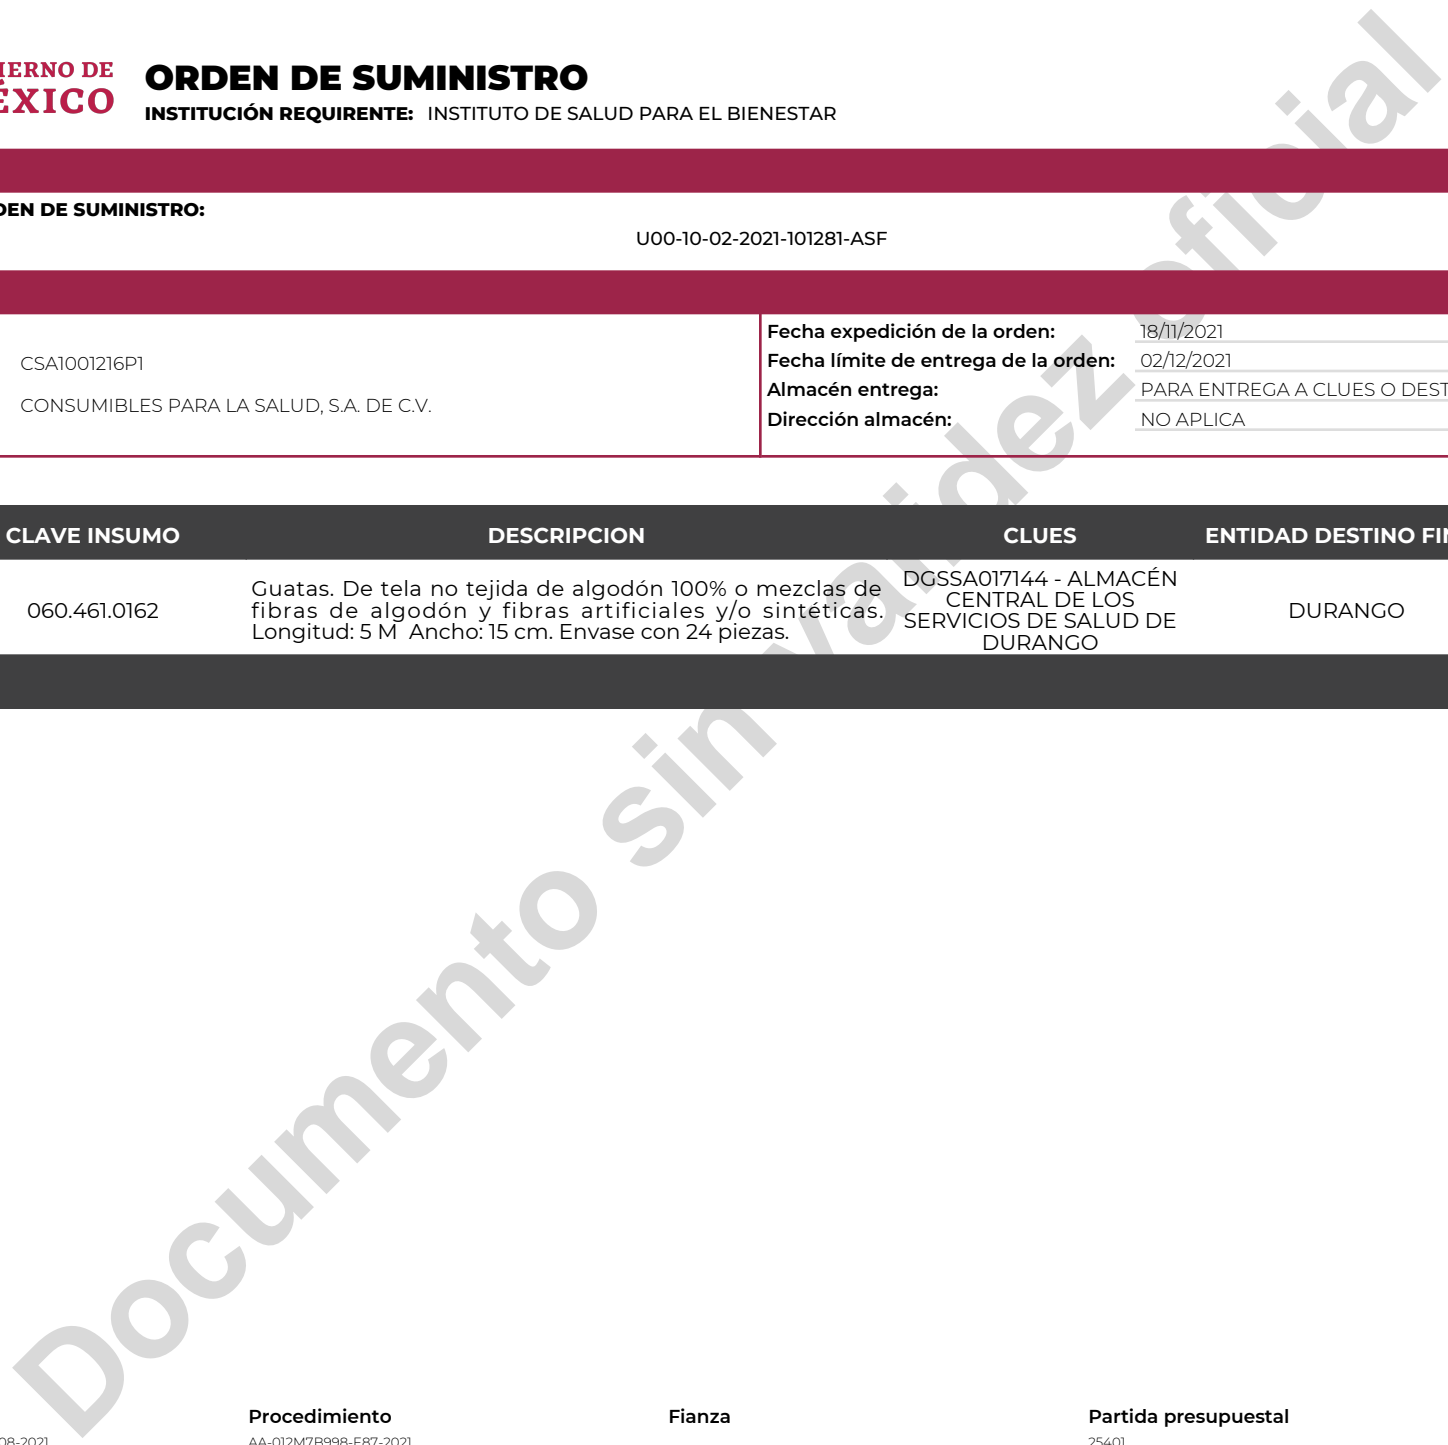 IERNO DE
ÉXICO
ORDEN DE SUMINISTRO
INSTITUCIÓN REQUIRENTE: INSTITUTO DE SALUD PARA EL BIENESTAR
DEN DE SUMINISTRO:
U00-10-02-2021-101281-ASF
CSA1001216P1
CONSUMIBLES PARA LA SALUD, S.A. DE C.V.
Fecha expedición de la orden: 18/11/2021
Fecha límite de entrega de la orden: 02/12/2021
Almacén entrega: PARA ENTREGA A CLUES O DEST
Dirección almacén: NO APLICA
CLAVE INSUMO DESCRIPCION CLUES ENTIDAD DESTINO FIN
060.461.0162
Guatas. De tela no tejida de algodón 100% o mezclas de
fibras de algodón y fibras artificiales y/o sintéticas.
Longitud: 5 M Ancho: 15 cm. Envase con 24 piezas.
DGSSA017144 - ALMACÉN
CENTRAL DE LOS
SERVICIOS DE SALUD DE
DURANGO
DURANGO
Documento sin validez oficial
Procedimiento Fianza Partida presupuestal
08-2021 AA-012M7B998-E87-2021 25401